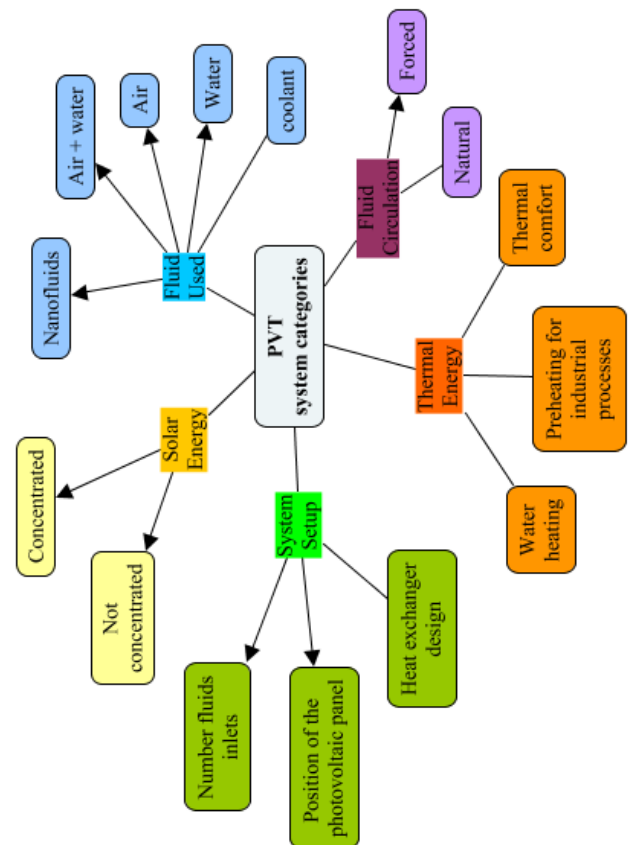 Nanofluids
Air + water
Air
Water
coolant
Fluid
Used
Forced
Natural
Fluid
Circulation
Concentrated
Not
concentrated
Solar
Energy
PVT
system categories
Thermal
Energy
Thermal
comfort
Preheating for
industrial
processes
Water
heating
System
Setup
Number fluids
inlets
Position of the
photovoltaic panel
Heat exchanger
design